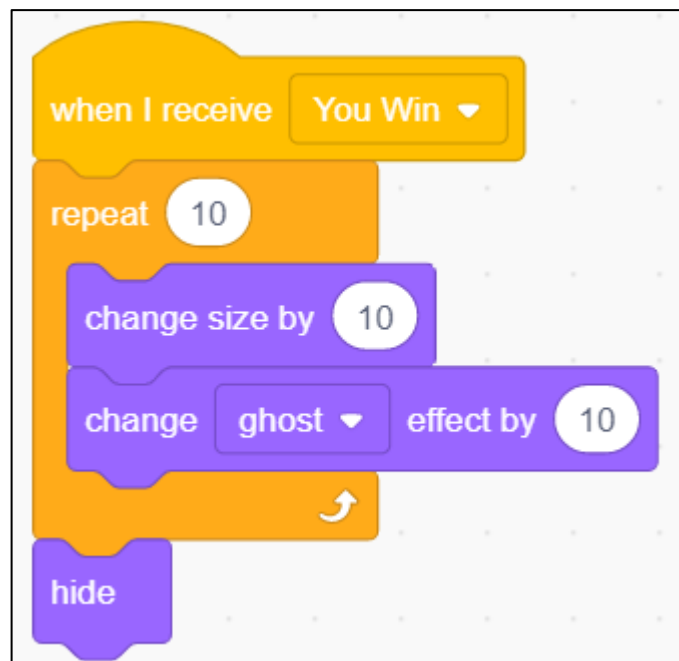 when I receive You Win
repeat 10
change size by 10
change ghost effect by 10
hide